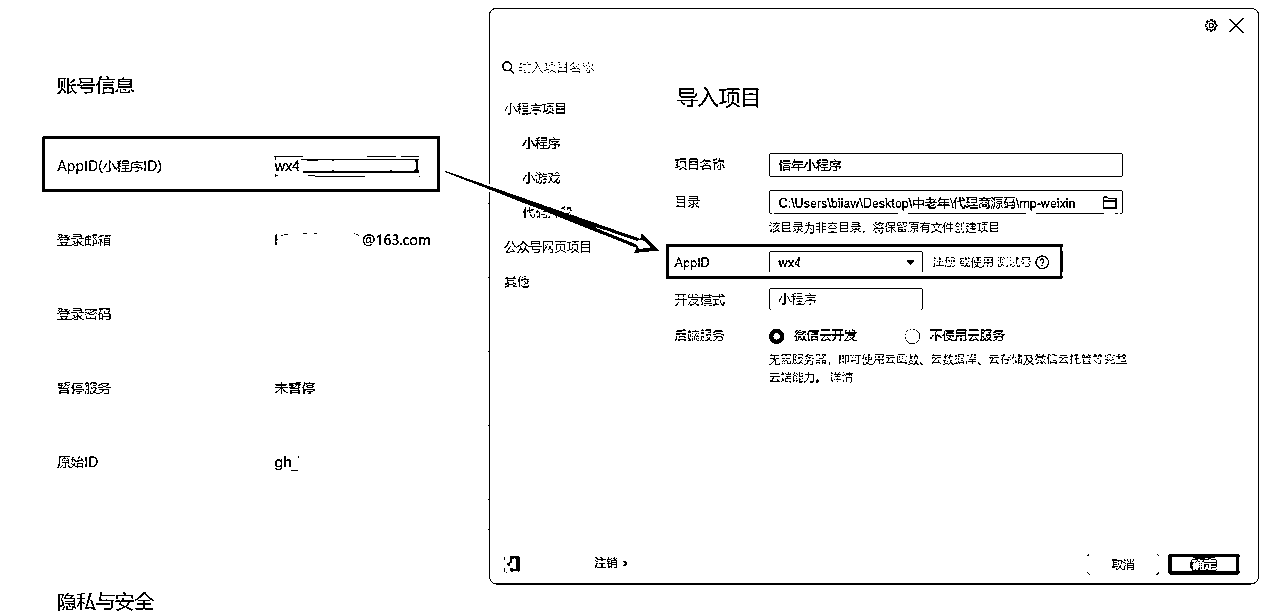 账号信息
AppID(小程序ID)
wx4
登录邮箱
@163.com
登录密码
暂停服务
未暂停
原始ID
gh_
隐私与安全
输入项目名称
小程序项目
小程序
小游戏
代码片段
公众号网页项目
其他
注销 ›
导入项目
项目名称
信年小程序
目录
C:\Users\biiaw\Desktop\中老年\代理商源码\mp-weixin
该目录为非空目录，将保留原有文件创建项目
AppID
wx4
注册 或使用 测试号
开发模式
小程序
后端服务
微信云开发
不使用云服务
无需服务器，即可使用云函数、云数据库、云存储及微信云托管等完整
云端能力。 详情
取消
确定